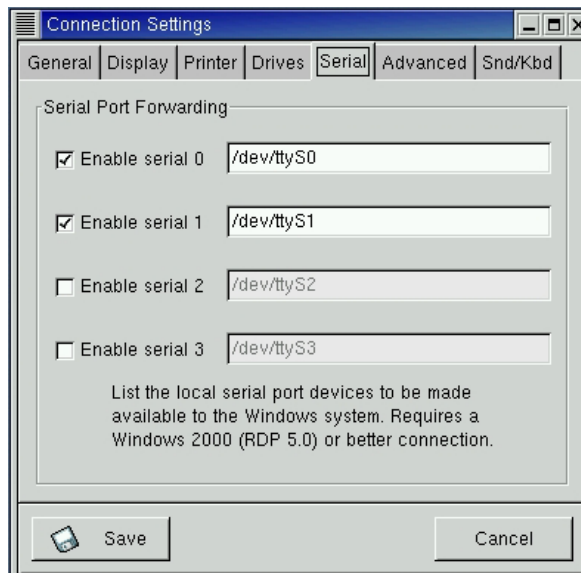 Connection Settings
General Display Printer Drives Serial Advanced Snd/Kbd
Serial Port Forwarding
Enable serial 0 /dev/ttyS0
Enable serial 1 /dev/ttyS1
Enable serial 2 /dev/ttyS2
Enable serial 3 /dev/ttyS3
List the local serial port devices to be made
available to the Windows system. Requires a
Windows 2000 (RDP 5.0) or better connection.
Save Cancel